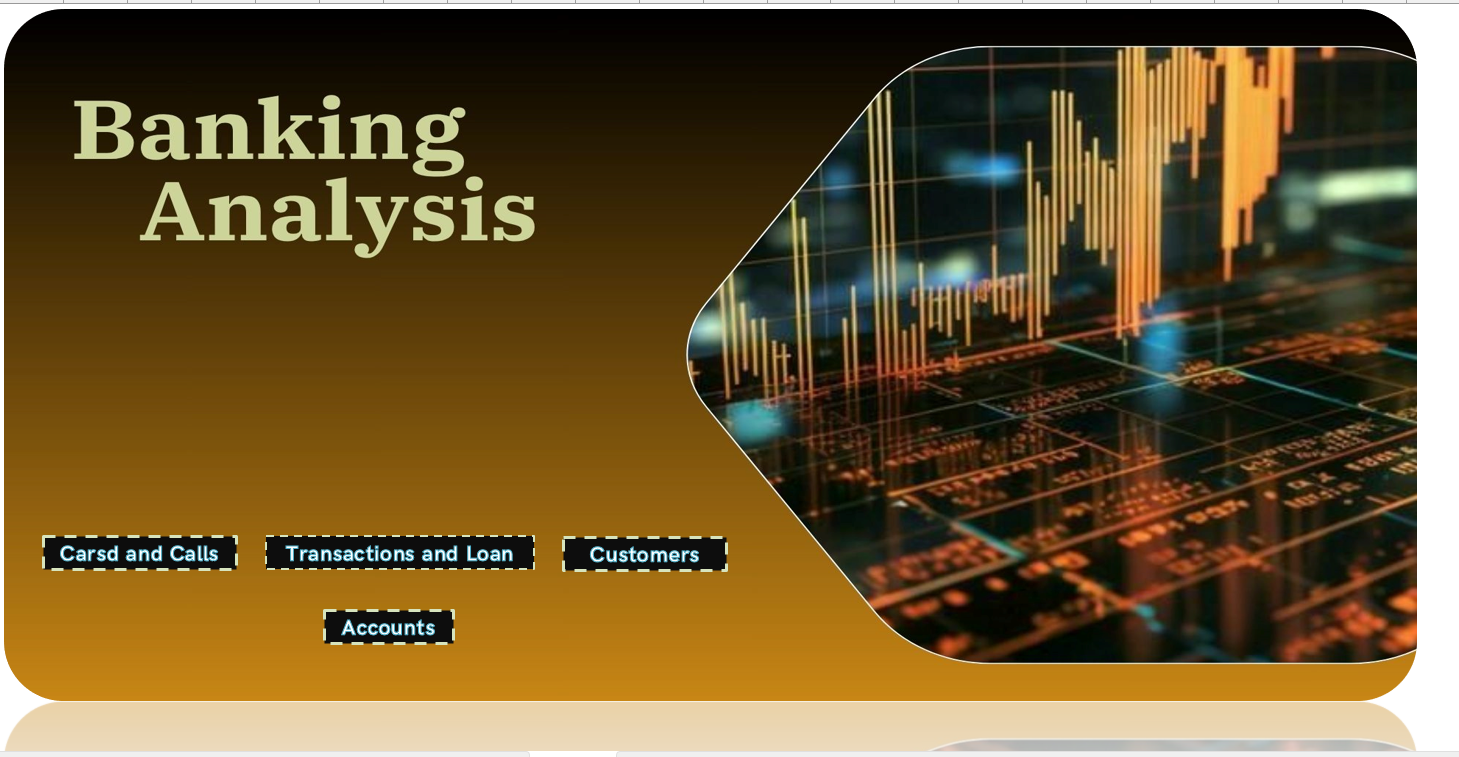 Banking
Analysis
Carsd and Calls
Transactions and Loan
Customers
Accounts